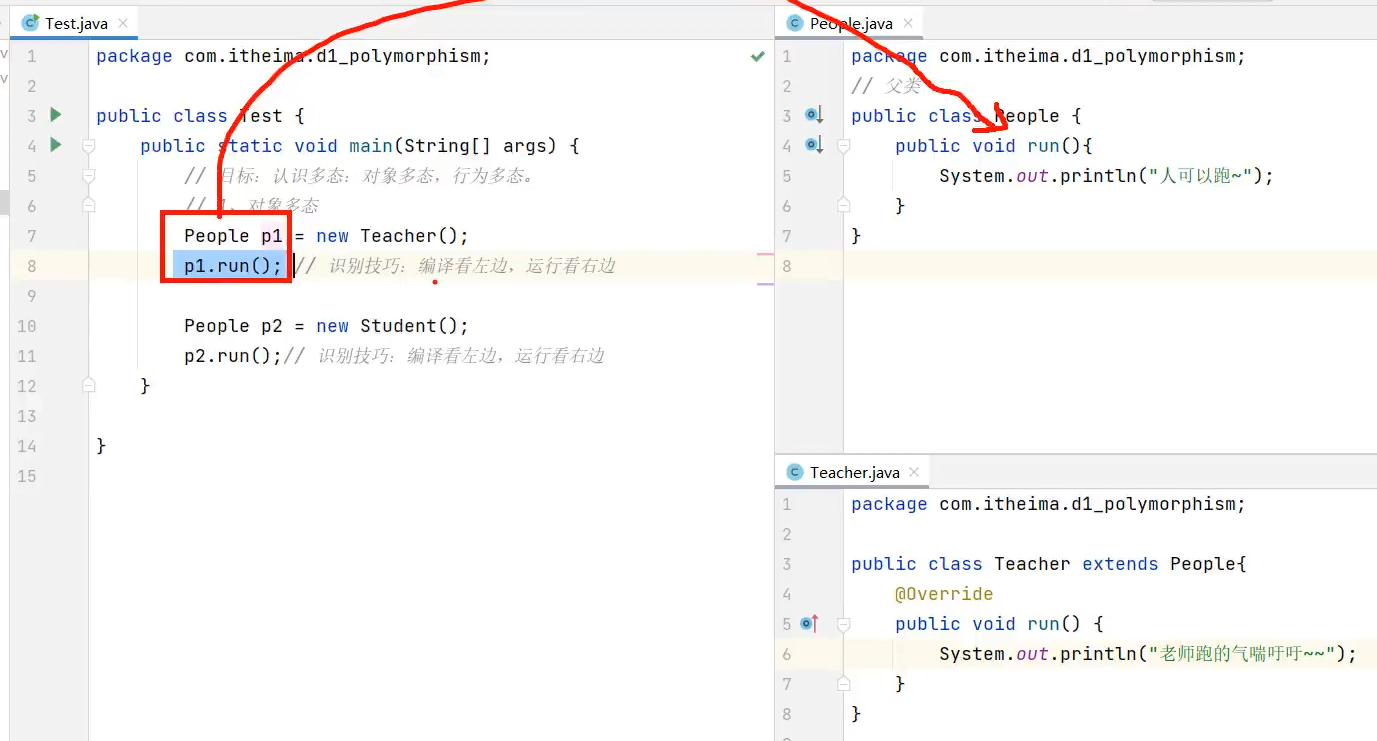 Test.java
1 package com.itheima.d1_polymorphism;
2
3 public class Test {
4 public static void main(String[] args) {
5 // 目标：认识多态：对象多态，行为多态。
6 // 1、对象多态
7 People p1 = new Teacher();
8 p1.run(); // 识别技巧：编译看左边，运行看右边
9
10 People p2 = new Student();
11 p2.run();// 识别技巧：编译看左边，运行看右边
12 }
13
14 }
15
People.java
1 package com.itheima.d1_polymorphism;
2 // 父类
3 public class People {
4 public void run(){
5 System.out.println("人可以跑~");
6 }
7 }
8
Teacher.java
1 package com.itheima.d1_polymorphism;
2
3 public class Teacher extends People{
4 @Override
5 public void run() {
6 System.out.println("老师跑的气喘吁吁~~");
7 }
8 }